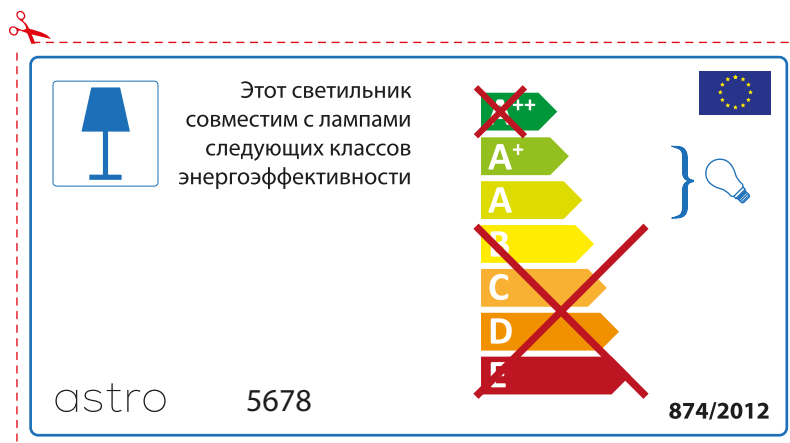 Этот светильник
совместим с лампами
следующих классов
энергоэффективности
A++
A+
A
B
C
D
E
astro
5678
874/2012